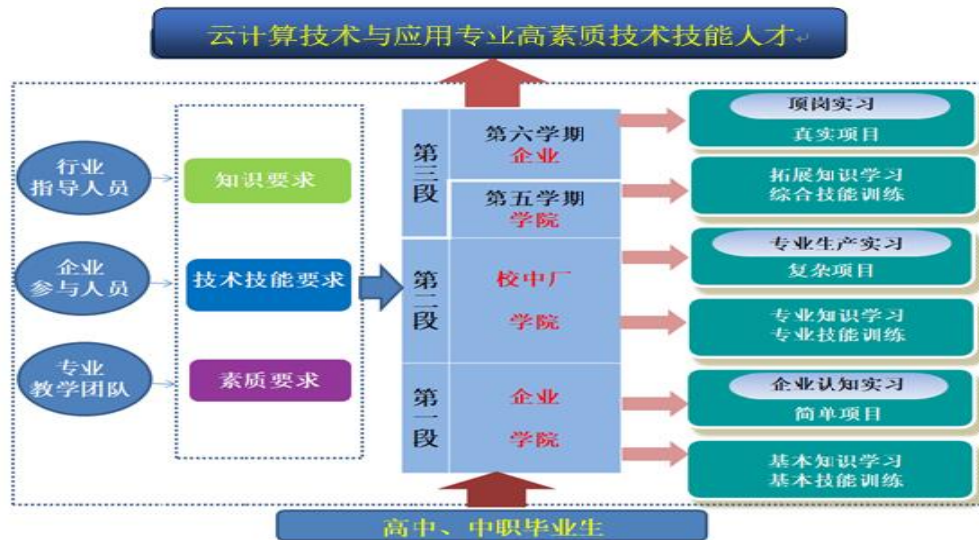 云计算技术与应用专业高素质技术技能人才
行业
指导人员
企业
参与人员
专业
教学团队
知识要求
技术技能要求
素质要求
第三段
第六学期
企业
第五学期
学院
第二段
校中厂
学院
第一段
企业
学院
顶岗实习
真实项目
拓展知识学习
综合技能训练
专业生产实习
复杂项目
专业知识学习
专业技能训练
企业认知实习
简单项目
基本知识学习
基本技能训练
高中、中职毕业生